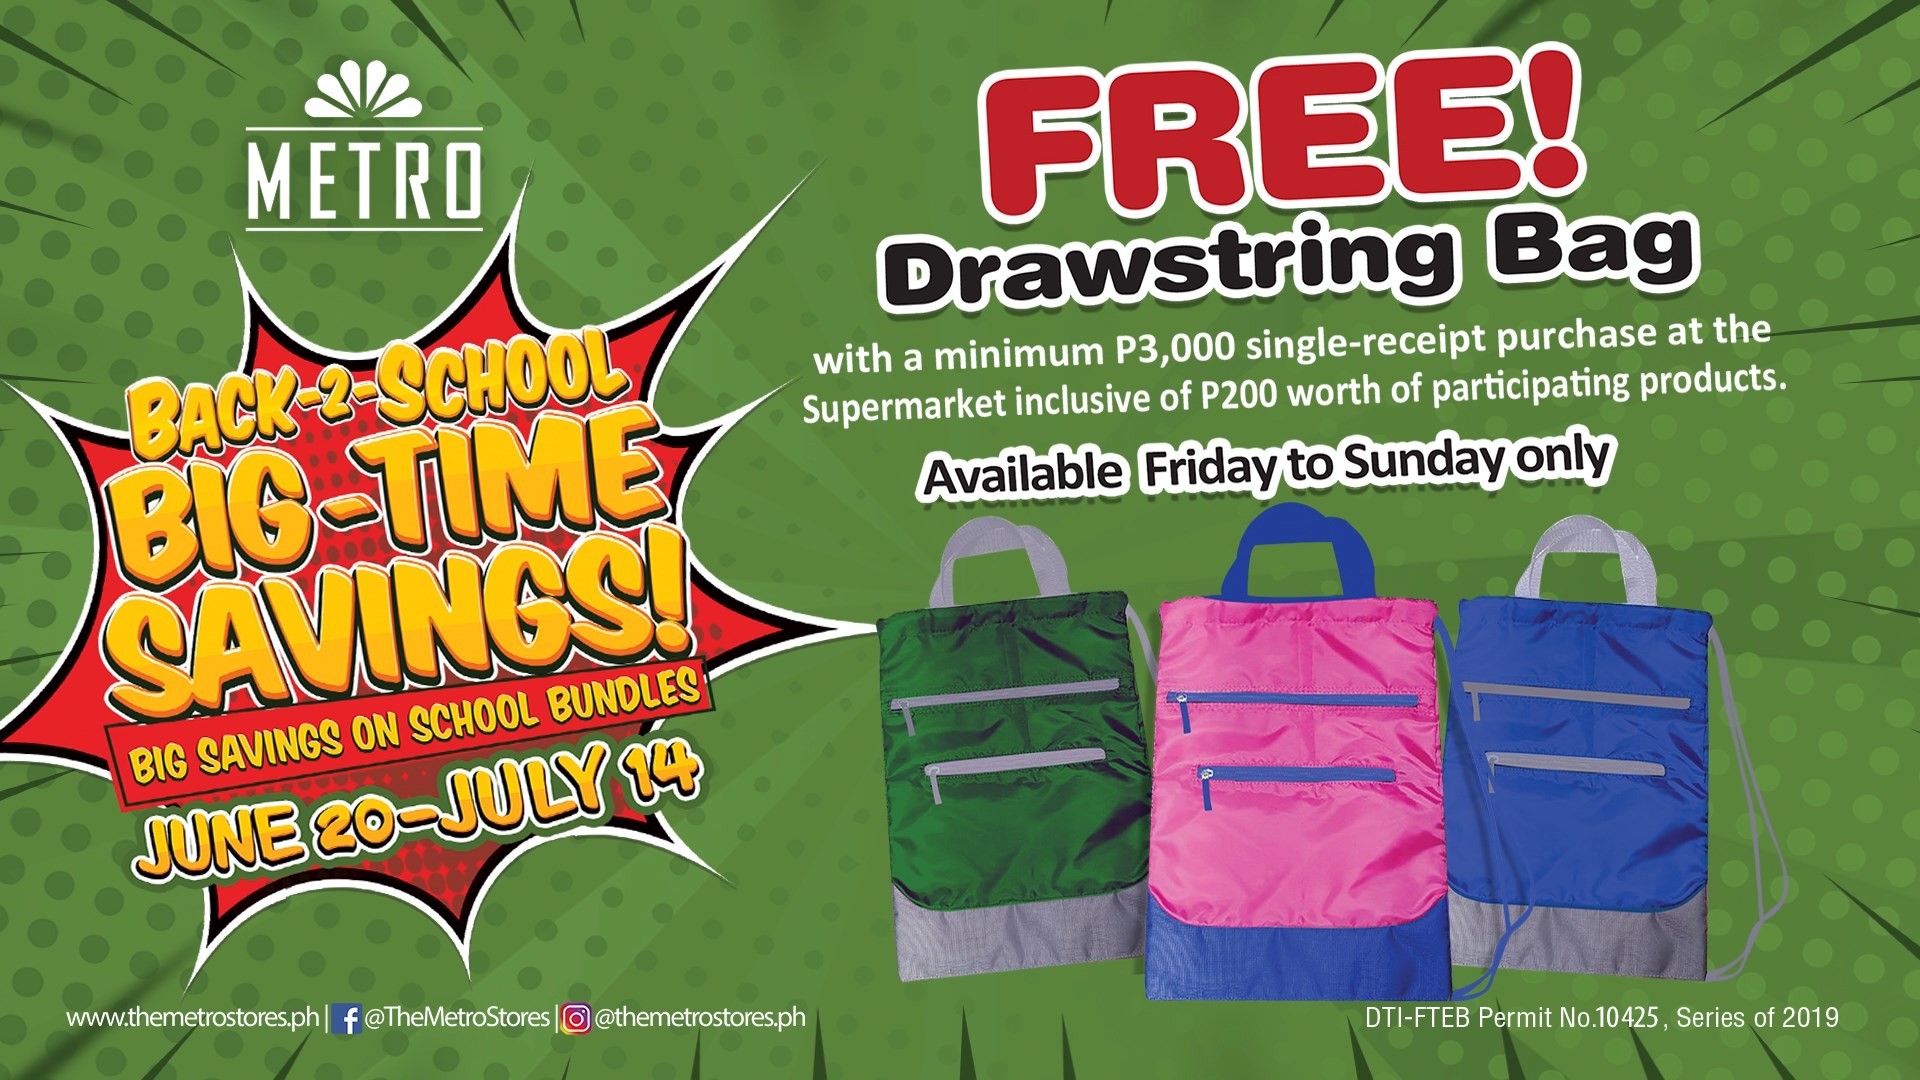 METRO
BACK-2-SCHOOL
BIG-TIME
SAVINGS!
BIG SAVINGS ON SCHOOL BUNDLES
JUNE 20-JULY 14
FREE!
Drawstring Bag
with a minimum P3,000 single-receipt purchase at the
Supermarket inclusive of P200 worth of participating products.
Available Friday to Sunday only
www.themetrostores.ph | f @TheMetroStores | @themetrostores.ph
DTI-FTEB Permit No.10425, Series of 2019